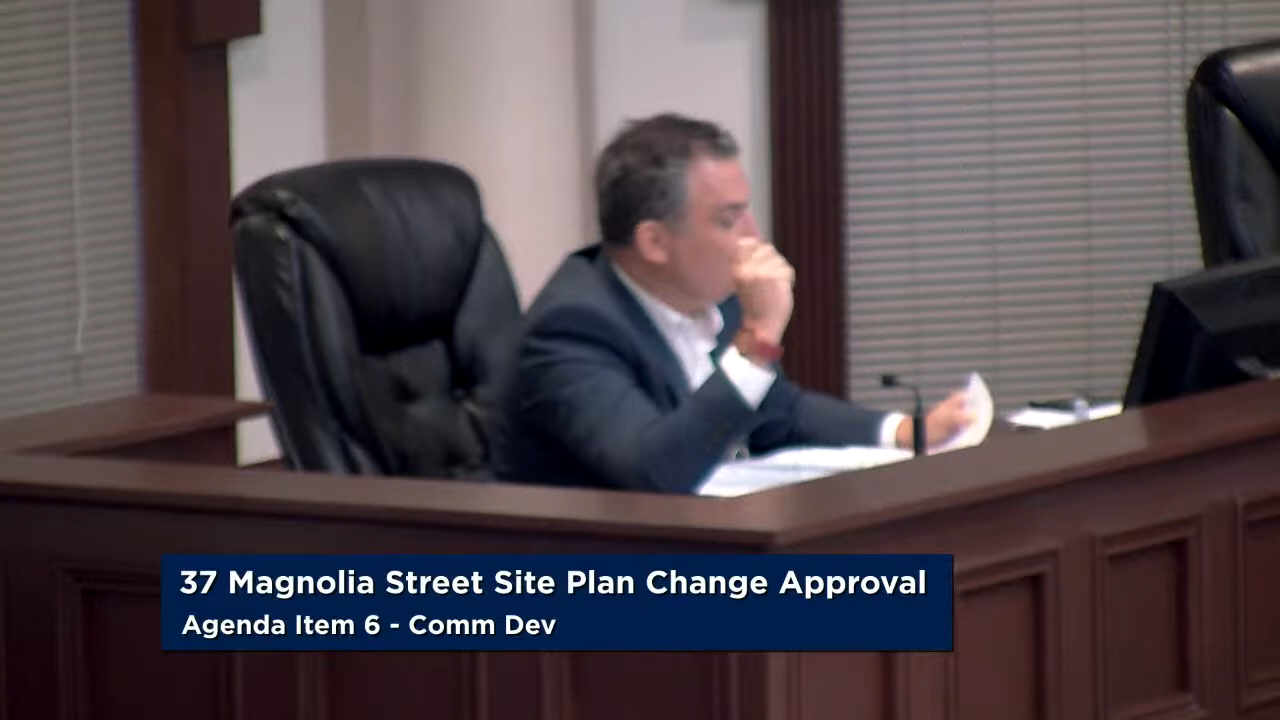 37 Magnolia Street Site Plan Change Approval
Agenda Item 6 - Comm Dev